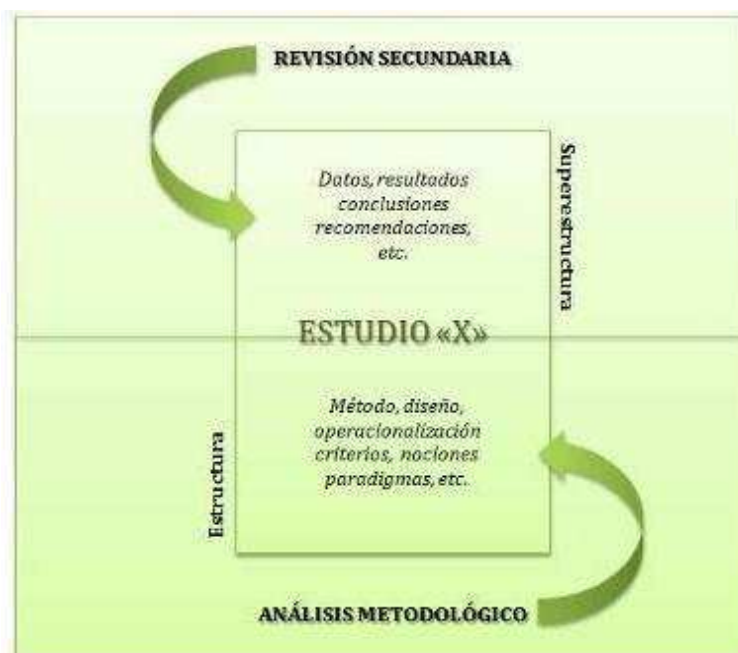 REVISIÓN SECUNDARIA
Datos, resultados
conclusiones
recomendaciones,
etc.
Superestructura
ESTUDIO «X»
Método, diseño,
operacionalización
criterios, nociones
paradigmas, etc.
Estructura
ANÁLISIS METODOLÓGICO